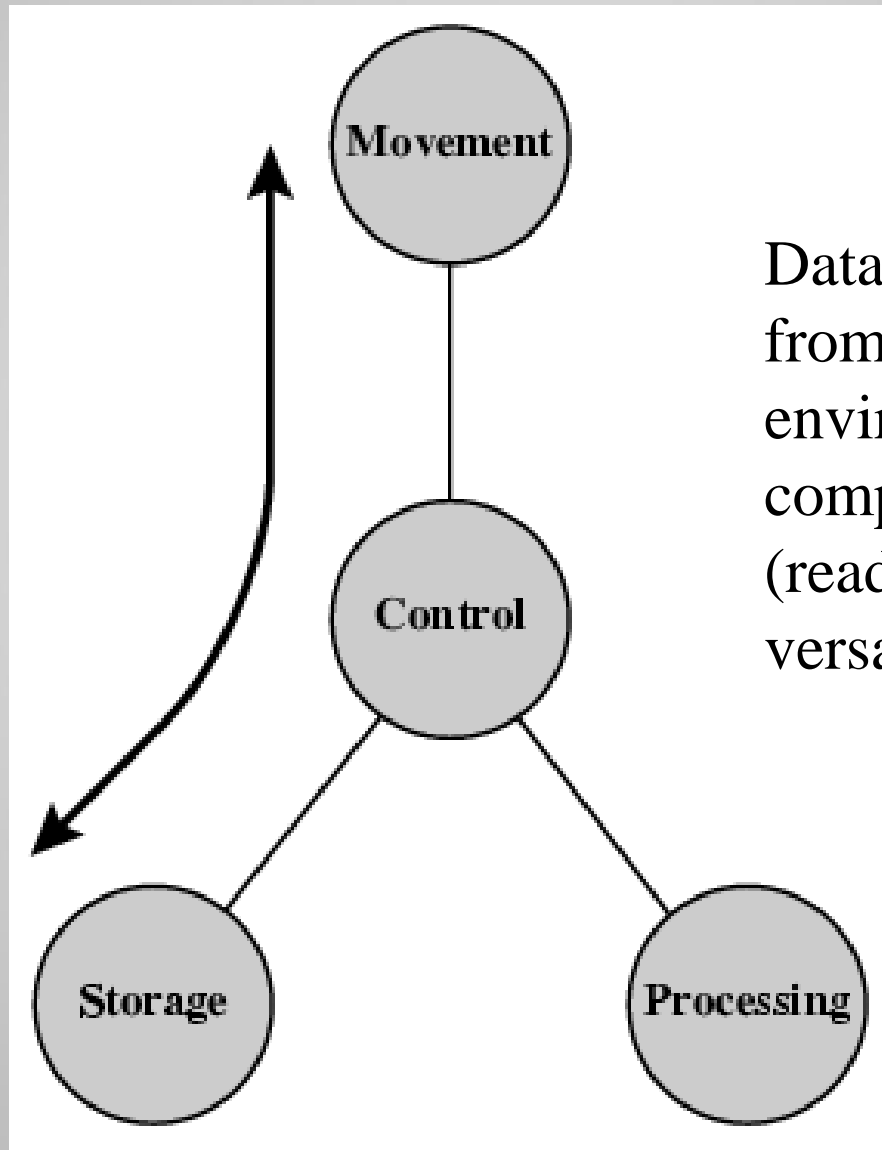 Movement
Data
from
envir
comp
(read
versa
Control
Storage
Processing